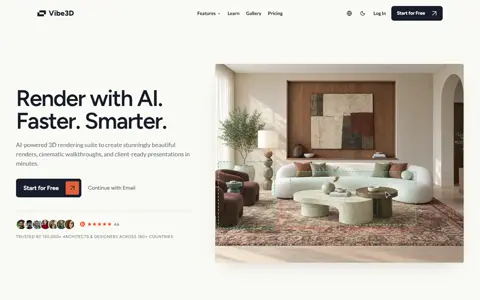 Vibe3D
Features
Learn
Gallery
Pricing
Log In
Start for Free
Render with AI.
Faster. Smarter.
AI-powered 3D rendering suite to create stunningly beautiful
renders, cinematic walkthroughs, and client-ready presentations in
minutes.
Start for Free
Continue with Email
4.9
TRUSTED BY 150,000+ ARCHITECTS & DESIGNERS ACROSS 180+ COUNTRIES